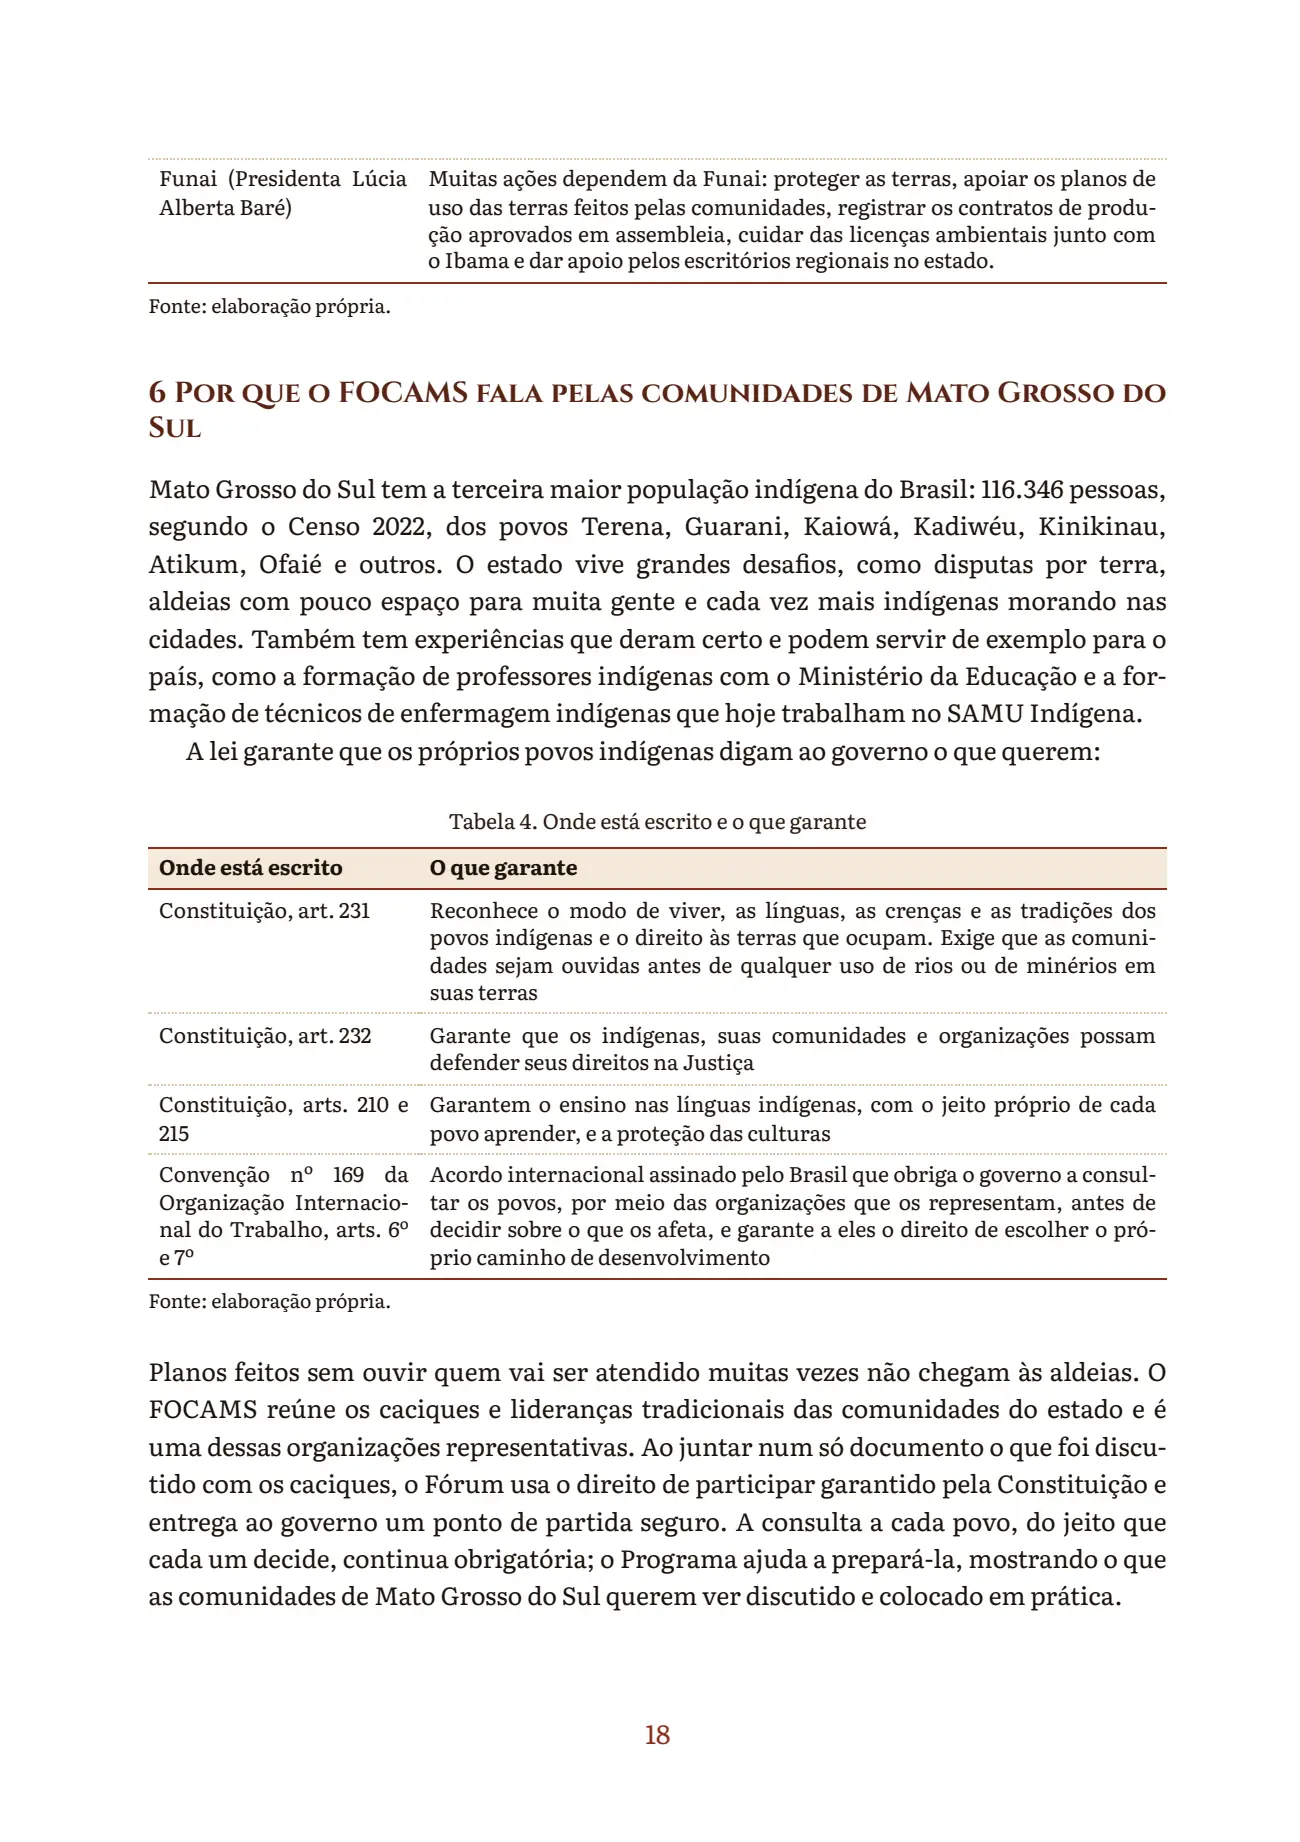 Funai (Presidenta Lúcia Alberta Baré)
Muitas ações dependem da Funai: proteger as terras, apoiar os planos de
uso das terras feitos pelas comunidades, registrar os contratos de produ-
ção aprovados em assembleia, cuidar das licenças ambientais junto com
o Ibama e dar apoio pelos escritórios regionais no estado.
Fonte: elaboração própria.
6 Por que o FOCAMS fala pelas comunidades de Mato Grosso do
Sul
Mato Grosso do Sul tem a terceira maior população indígena do Brasil: 116.346 pessoas,
segundo o Censo 2022, dos povos Terena, Guarani, Kaiowá, Kadiwéu, Kinikinau,
Atikum, Ofaié e outros. O estado vive grandes desafios, como disputas por terra,
aldeias com pouco espaço para muita gente e cada vez mais indígenas morando nas
cidades. Também tem experiências que deram certo e podem servir de exemplo para o
país, como a formação de professores indígenas com o Ministério da Educação e a for-
mação de técnicos de enfermagem indígenas que hoje trabalham no SAMU Indígena.
A lei garante que os próprios povos indígenas digam ao governo o que querem:
Tabela 4. Onde está escrito e o que garante
Onde está escrito
O que garante
Constituição, art. 231
Reconhece o modo de viver, as línguas, as crenças e as tradições dos
povos indígenas e o direito às terras que ocupam. Exige que as comuni-
dades sejam ouvidas antes de qualquer uso de rios ou de minérios em
suas terras
Constituição, art. 232
Garante que os indígenas, suas comunidades e organizações possam
defender seus direitos na Justiça
Constituição, arts. 210 e
215
Garantem o ensino nas línguas indígenas, com o jeito próprio de cada
povo aprender, e a proteção das culturas
Convenção nº 169 da
Organização Internacio-
nal do Trabalho, arts. 6º
e 7º
Acordo internacional assinado pelo Brasil que obriga o governo a consul-
tar os povos, por meio das organizações que os representam, antes de
decidir sobre o que os afeta, e garante a eles o direito de escolher o pró-
prio caminho de desenvolvimento
Fonte: elaboração própria.
Planos feitos sem ouvir quem vai ser atendido muitas vezes não chegam às aldeias. O
FOCAMS reúne os caciques e lideranças tradicionais das comunidades do estado e é
uma dessas organizações representativas. Ao juntar num só documento o que foi discu-
tido com os caciques, o Fórum usa o direito de participar garantido pela Constituição e
entrega ao governo um ponto de partida seguro. A consulta a cada povo, do jeito que
cada um decide, continua obrigatória; o Programa ajuda a prepará-la, mostrando o que
as comunidades de Mato Grosso do Sul querem ver discutido e colocado em prática.
18